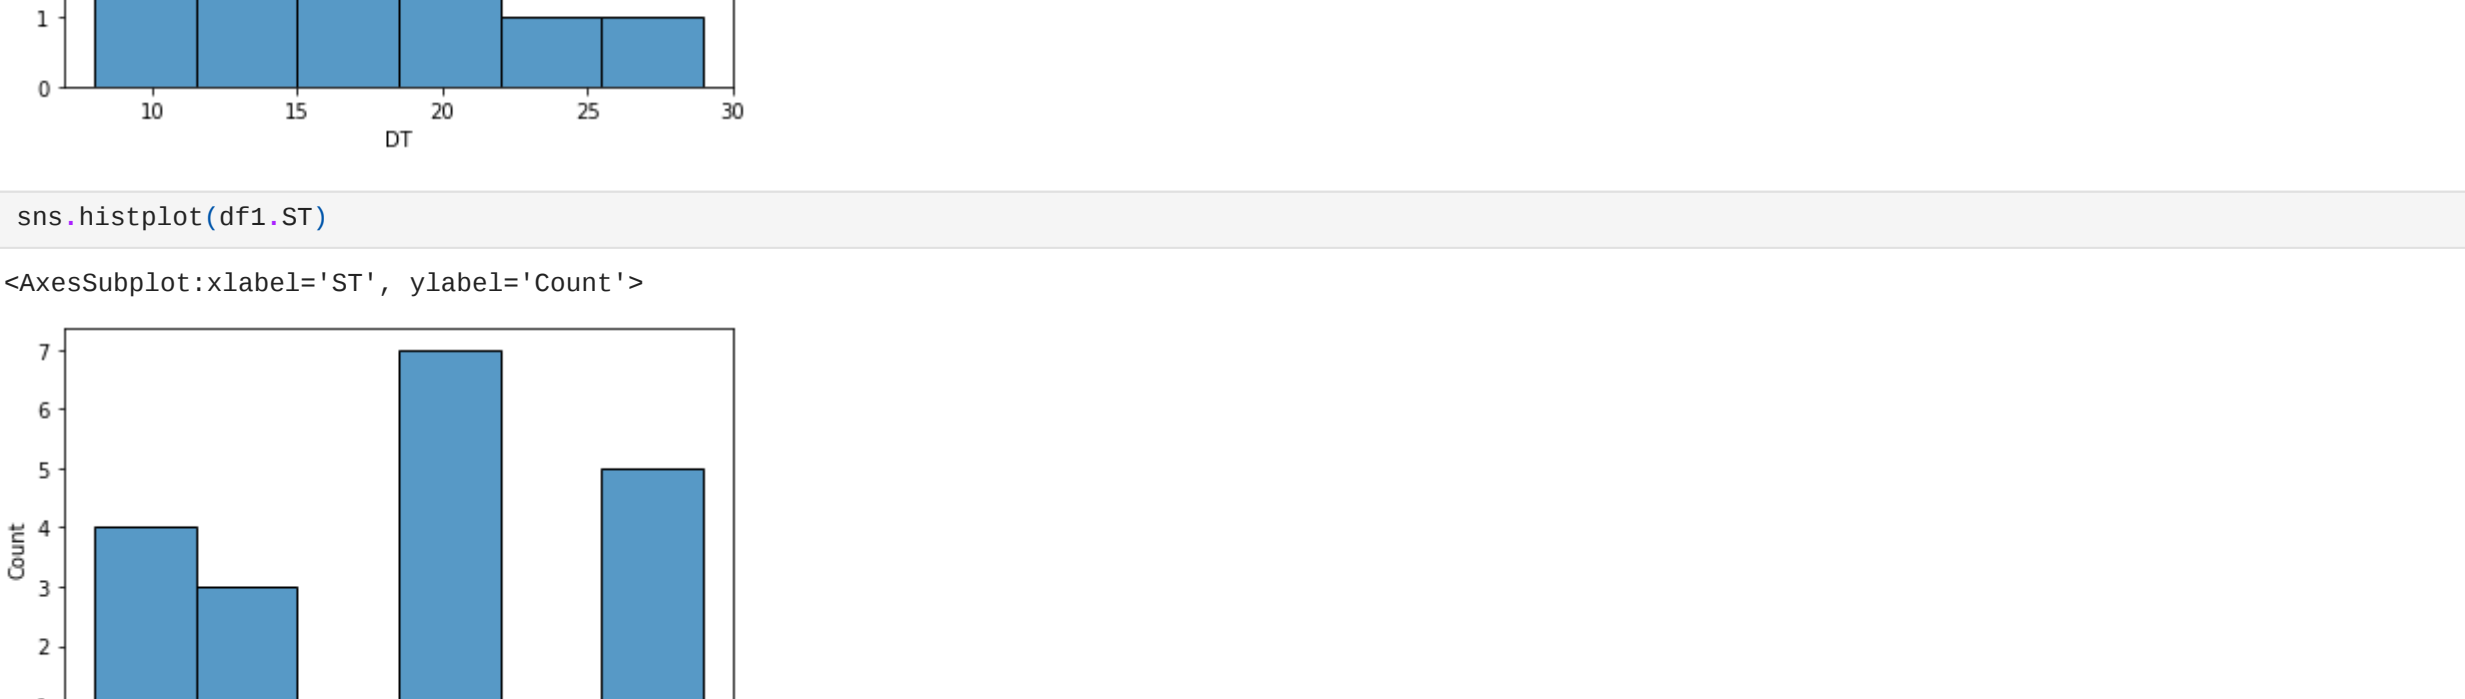 1
0
10 15 20 25 30
DT
sns.histplot(df1.ST)
<AxesSubplot:xlabel='ST', ylabel='Count'>
7
6
5
4
3
2
Count